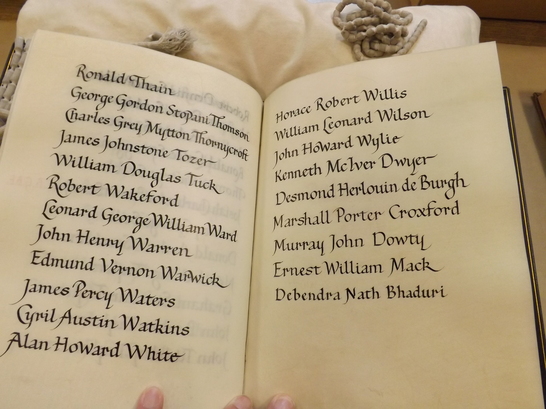 Ronald Thain
George Gordon Stopani Thomson
Charles Grey Mytton Thornycroft
James Johnstone Tozer
William Douglas Tuck
Robert Wakeford
Leonard George William Ward
John Henry Warren
Edmund Vernon Warwick
James Percy Waters
Cyril Austin Watkins
Alan Howard White
Horace Robert Willis
William Leonard Wilson
John Howard Wylie
Kenneth McIver Dwyer
Desmond Herlouin de Burgh
Marshall Porter Croxford
Murray John Dowty
Ernest William Mack
Debendra Nath Bhaduri